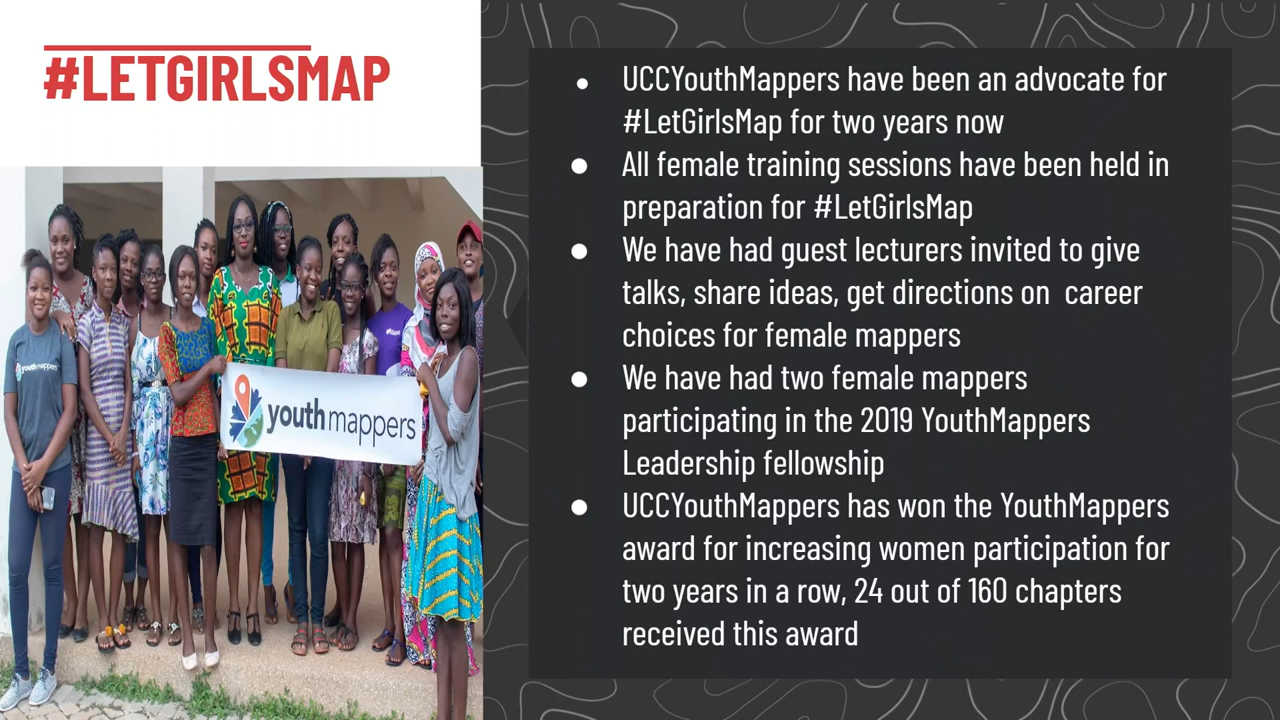 #LETGIRLSMAP
● UCCYouthMappers have been an advocate for
#LetGirlsMap for two years now
● All female training sessions have been held in
preparation for #LetGirlsMap
● We have had guest lecturers invited to give
talks, share ideas, get directions on career
choices for female mappers
● We have had two female mappers
participating in the 2019 YouthMappers
Leadership fellowship
● UCCYouthMappers has won the YouthMappers
award for increasing women participation for
two years in a row, 24 out of 160 chapters
received this award
youthmappers
youthmappers